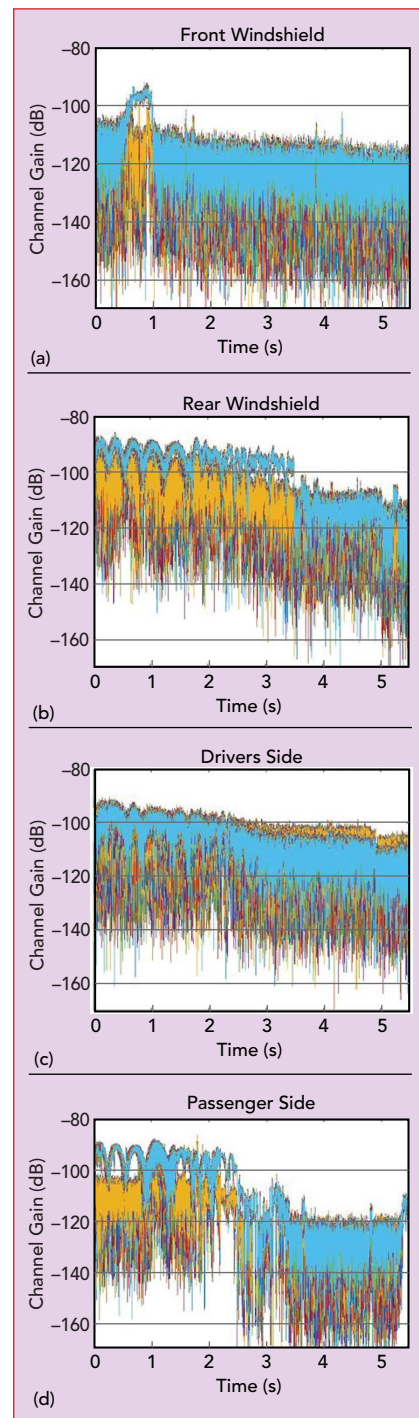 Front Windshield
−80
−100
−120
−140
−160
Channel Gain (dB)
0 1 2 3 4 5
Time (s)
(a)
Rear Windshield
−80
−100
−120
−140
−160
Channel Gain (dB)
0 1 2 3 4 5
Time (s)
(b)
Drivers Side
−80
−100
−120
−140
−160
Channel Gain (dB)
0 1 2 3 4 5
Time (s)
(c)
Passenger Side
−80
−100
−120
−140
−160
Channel Gain (dB)
0 1 2 3 4 5
Time (s)
(d)